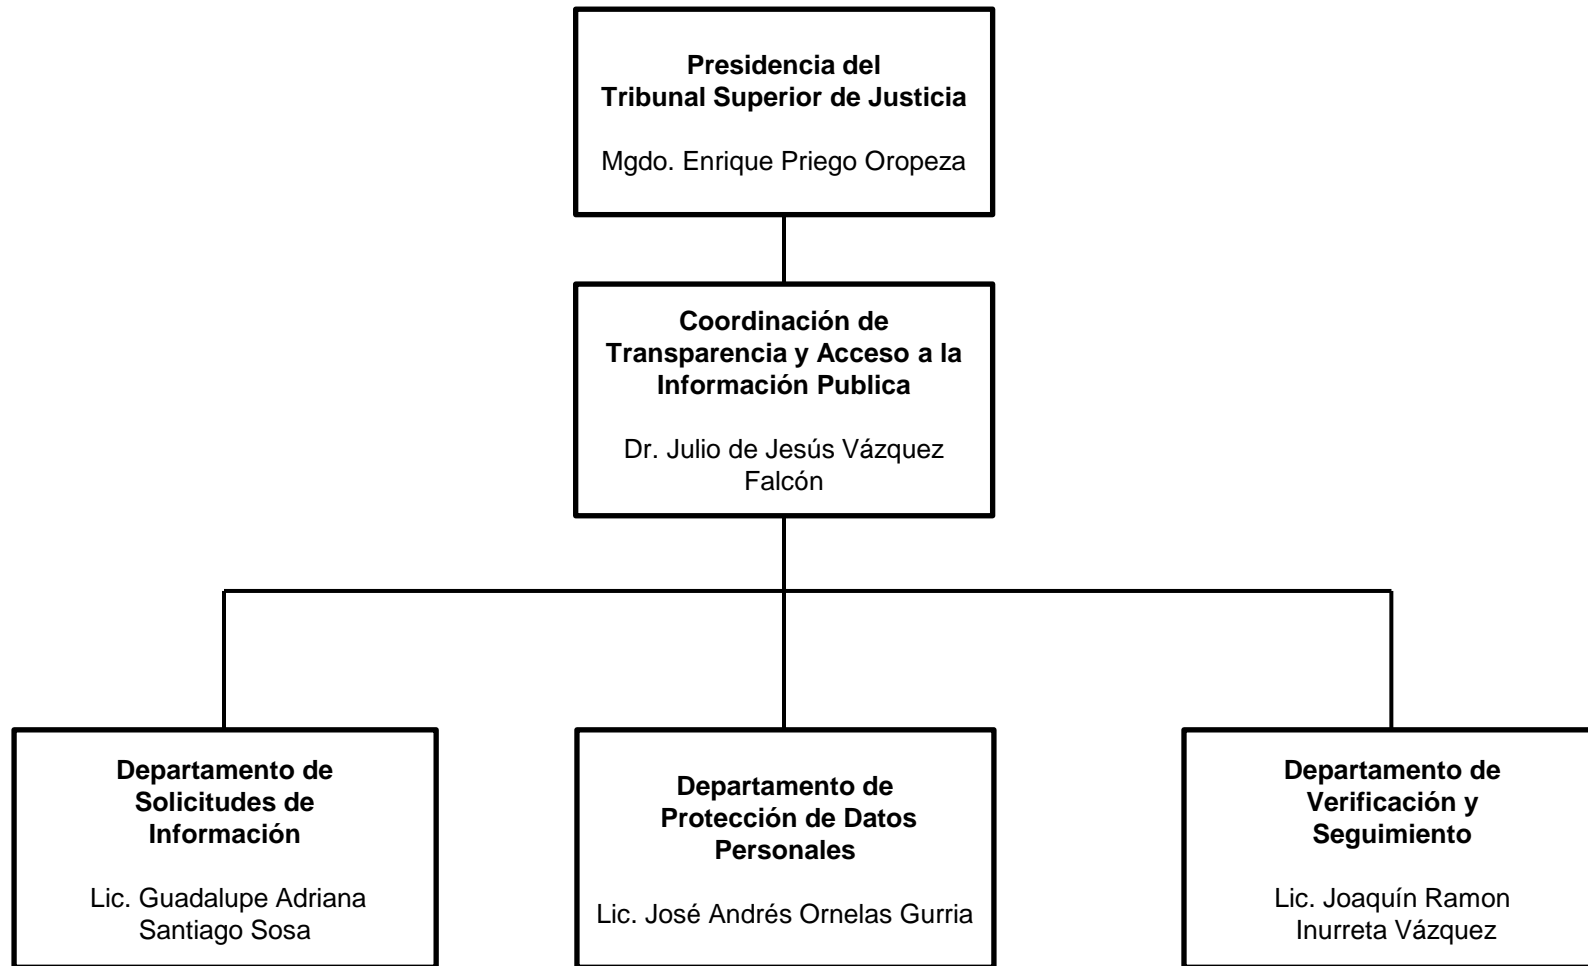 Presidencia del
Tribunal Superior de Justicia
Mgdo. Enrique Priego Oropeza
Coordinación de
Transparencia y Acceso a la
Información Publica
Dr. Julio de Jesús Vázquez
Falcón
Departamento de
Solicitudes de
Información
Lic. Guadalupe Adriana
Santiago Sosa
Departamento de
Protección de Datos
Personales
Lic. José Andrés Ornelas Gurria
Departamento de
Verificación y
Seguimiento
Lic. Joaquín Ramon
Inurreta Vázquez